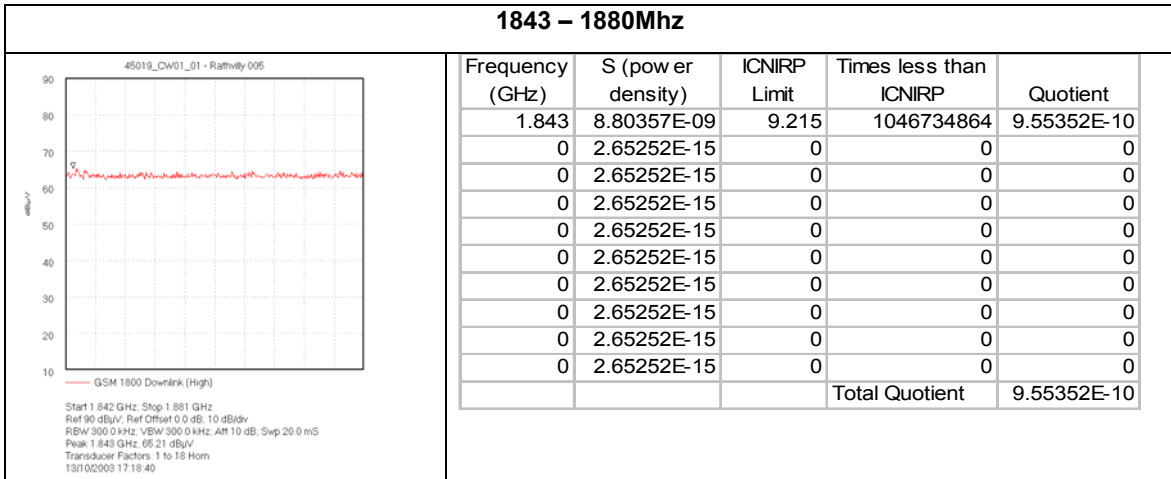 1843 – 1880Mhz
45019_CW01_01 - Rathvilly 005
90
80
70
60
50
40
30
20
10
dBµV
GSM 1800 Downlink (High)
Start 1.842 GHz; Stop 1.881 GHz
Ref 90 dBµV; Ref Offset 0.0 dB; 10 dB/div
RBW 300.0 kHz; VBW 300.0 kHz; Att 10 dB; Swp 20.0 mS
Peak 1.843 GHz, 65.21 dBµV
Transducer Factors: 1 to 18 Horn
13/10/2003 17:18:40
Frequency (GHz) S (pow er density) ICNIRP Limit Times less than ICNIRP Quotient
1.843 8.80357E-09 9.215 1046734864 9.55352E-10
0 2.65252E-15 0 0 0
0 2.65252E-15 0 0 0
0 2.65252E-15 0 0 0
0 2.65252E-15 0 0 0
0 2.65252E-15 0 0 0
0 2.65252E-15 0 0 0
0 2.65252E-15 0 0 0
0 2.65252E-15 0 0 0
0 2.65252E-15 0 0 0
Total Quotient 9.55352E-10